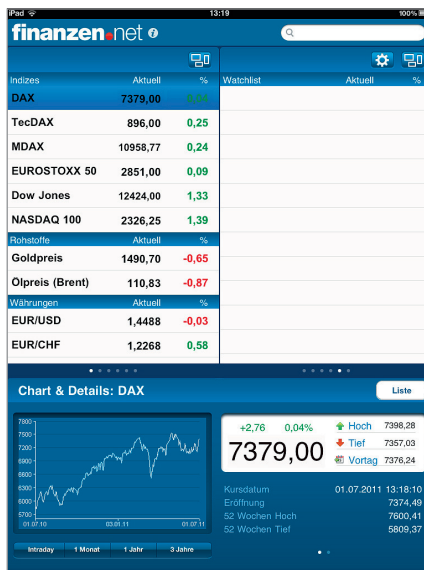 iPad 13:19 100%
finanzen.net
Indizes Aktuell %
DAX 7379,00
TecDAX 896,00 0,25
MDAX 10958,77 0,24
EUROSTOXX 50 2851,00 0,09
Dow Jones 12424,00 1,33
NASDAQ 100 2326,25 1,39
Rohstoffe Aktuell %
Goldpreis 1490,70 -0,65
Ölpreis (Brent) 110,83 -0,87
Währungen Aktuell %
EUR/USD 1,4488 -0,03
EUR/CHF 1,2268 0,58
Watchlist Aktuell %
Chart & Details: DAX Liste
7800
7500
7200
6900
6600
6300
6000
5700
01.07.10 03.01.11 01.07.11
Intraday 1 Monat 1 Jahr 3 Jahre
+2,76 0,04%
7379,00
Hoch 7398,28
Tief 7357,03
Vortag 7376,24
Kursdatum 01.07.2011 13:18:10
Eröffnung 7374,49
52 Wochen Hoch 7600,41
52 Wochen Tief 5809,37